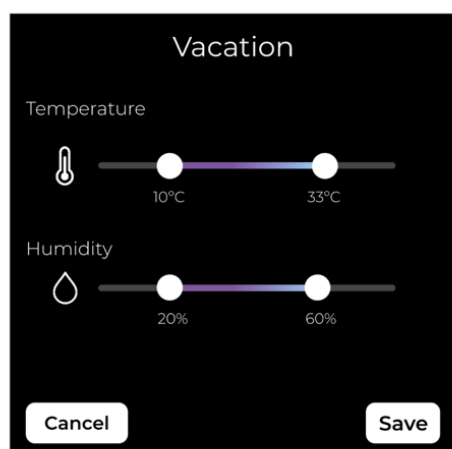 Vacation
Temperature
10°C 33°C
Humidity
20% 60%
Cancel Save